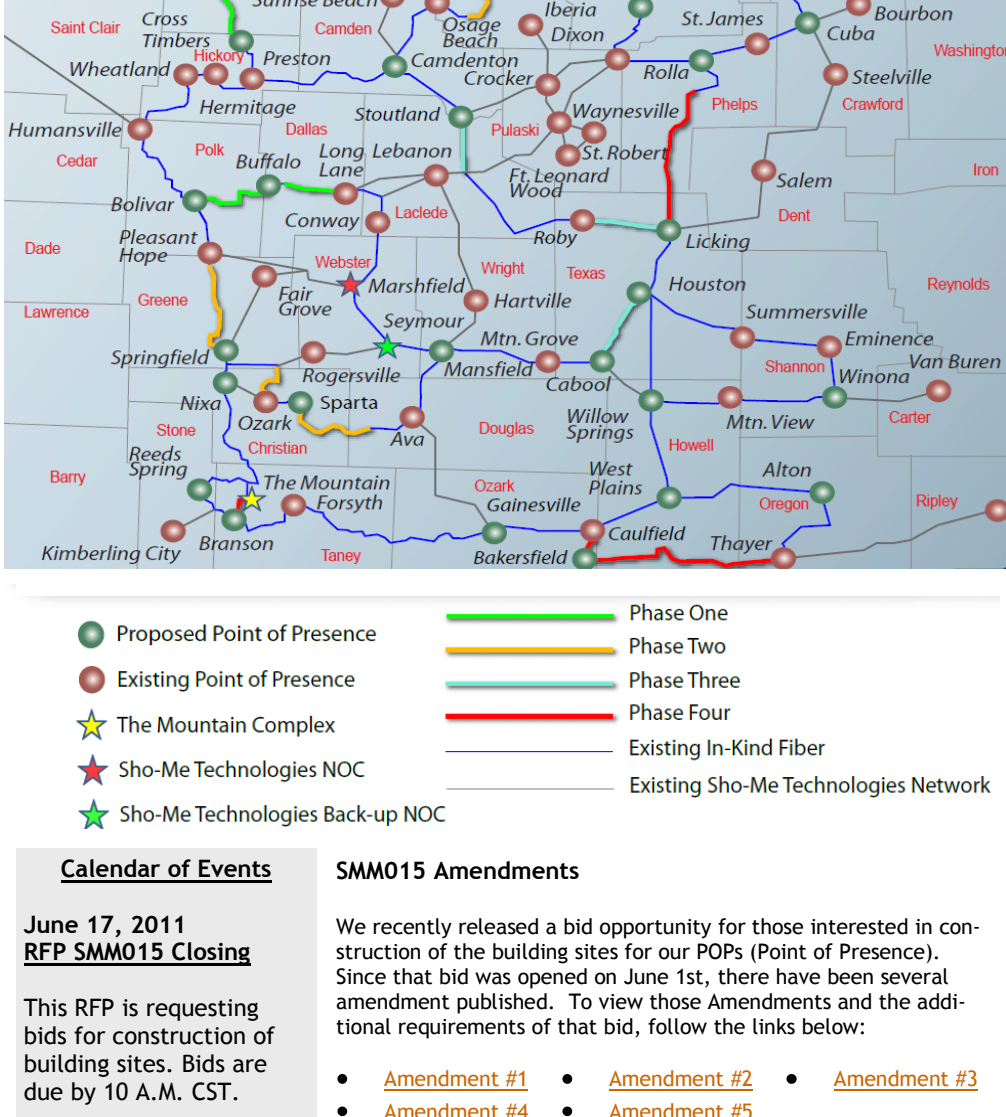 Sunrise Beach
Iberia
Bourbon
Saint Clair
Cross
Timbers
Camden
Osage
Beach
Dixon
St. James
Cuba
Hickory
Preston
Camdenton
Washington
Wheatland
Crocker
Rolla
Steelville
Hermitage
Stoutland
Waynesville
Phelps
Crawford
Humansville
Dallas
Pulaski
Cedar
Polk
Buffalo
Long
Lane
Lebanon
St. Robert
Ft. Leonard
Wood
Salem
Iron
Bolivar
Conway
Laclede
Roby
Licking
Dent
Pleasant
Hope
Dade
Webster
Wright
Texas
Houston
Reynolds
Greene
Fair
Grove
Marshfield
Hartville
Lawrence
Seymour
Summersville
Mtn. Grove
Eminence
Springfield
Rogersville
Mansfield
Cabool
Shannon
Van Buren
Winona
Nixa
Ozark
Sparta
Ava
Willow
Springs
Mtn. View
Carter
Stone
Christian
Douglas
Howell
Reeds
Spring
Barry
The Mountain
Forsyth
Ozark
Gainesville
West
Plains
Alton
Oregon
Ripley
Kimberling City
Branson
Taney
Bakersfield
Caulfield
Thayer
Proposed Point of Presence
Existing Point of Presence
The Mountain Complex
Sho-Me Technologies NOC
Sho-Me Technologies Back-up NOC
Phase One
Phase Two
Phase Three
Phase Four
Existing In-Kind Fiber
Existing Sho-Me Technologies Network
Calendar of Events
June 17, 2011
RFP SMM015 Closing
This RFP is requesting
bids for construction of
building sites. Bids are
due by 10 A.M. CST.
SMM015 Amendments
We recently released a bid opportunity for those interested in con-
struction of the building sites for our POPs (Point of Presence).
Since that bid was opened on June 1st, there have been several
amendment published. To view those Amendments and the addi-
tional requirements of that bid, follow the links below:
• Amendment #1 • Amendment #2 • Amendment #3
• Amendment #4 • Amendment #5